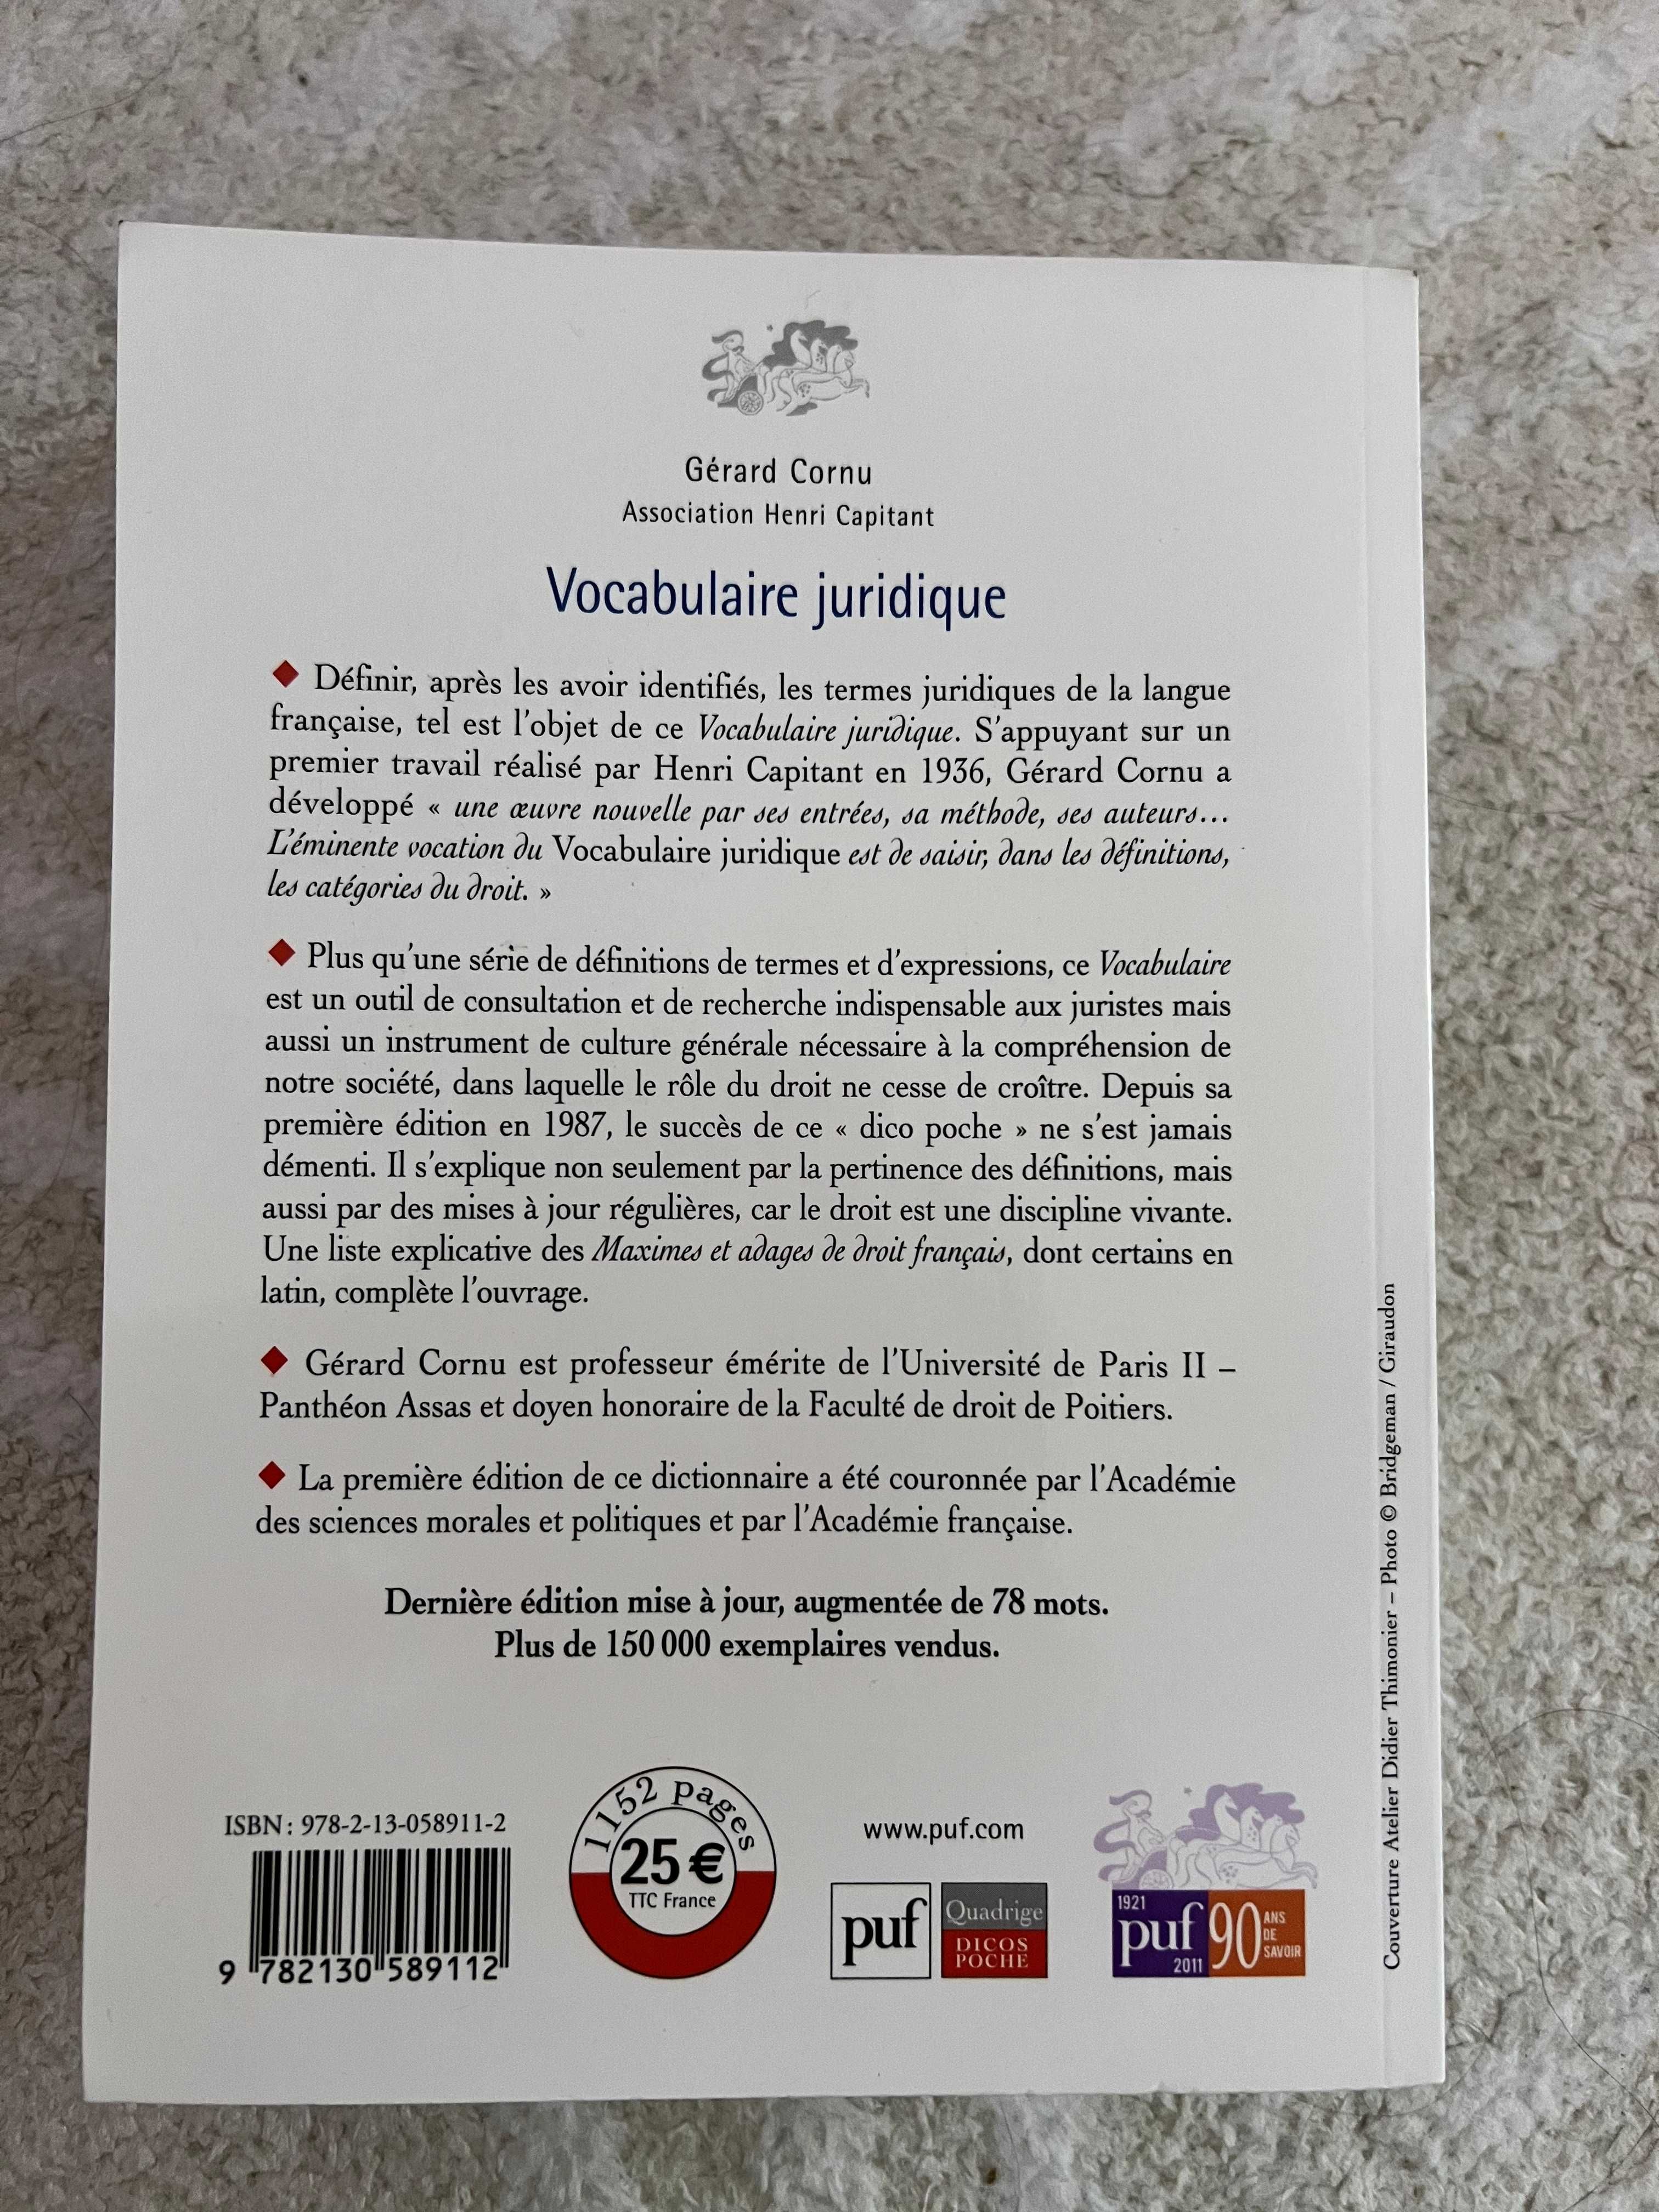 Gérard Cornu
Association Henri Capitant
Vocabulaire juridique
◆ Définir, après les avoir identifiés, les termes juridiques de la langue
française, tel est l'objet de ce Vocabulaire juridique. S'appuyant sur un
premier travail réalisé par Henri Capitant en 1936, Gérard Cornu a
développé « une œuvre nouvelle par ses entrées, sa méthode, ses auteurs…
L'éminente vocation du Vocabulaire juridique est de saisir, dans les définitions,
les catégories du droit. »
◆ Plus qu'une série de définitions de termes et d'expressions, ce Vocabulaire
est un outil de consultation et de recherche indispensable aux juristes mais
aussi un instrument de culture générale nécessaire à la compréhension de
notre société, dans laquelle le rôle du droit ne cesse de croître. Depuis sa
première édition en 1987, le succès de ce « dico poche » ne s'est jamais
démenti. Il s'explique non seulement par la pertinence des définitions, mais
aussi par des mises à jour régulières, car le droit est une discipline vivante.
Une liste explicative des Maximes et adages de droit français, dont certains en
latin, complète l'ouvrage.
◆ Gérard Cornu est professeur émérite de l'Université de Paris II –
Panthéon Assas et doyen honoraire de la Faculté de droit de Poitiers.
◆ La première édition de ce dictionnaire a été couronnée par l'Académie
des sciences morales et politiques et par l'Académie française.
Dernière édition mise à jour, augmentée de 78 mots.
Plus de 150 000 exemplaires vendus.
ISBN : 978-2-13-058911-2
9 782130 589112
1152 pages
25 €
TTC France
www.puf.com
puf
Quadrige
DICOS
POCHE
1921
puf
2011
90
ANS
DE
SAVOIR
Couverture Atelier Didier Thimonier – Photo © Bridgeman / Giraudon